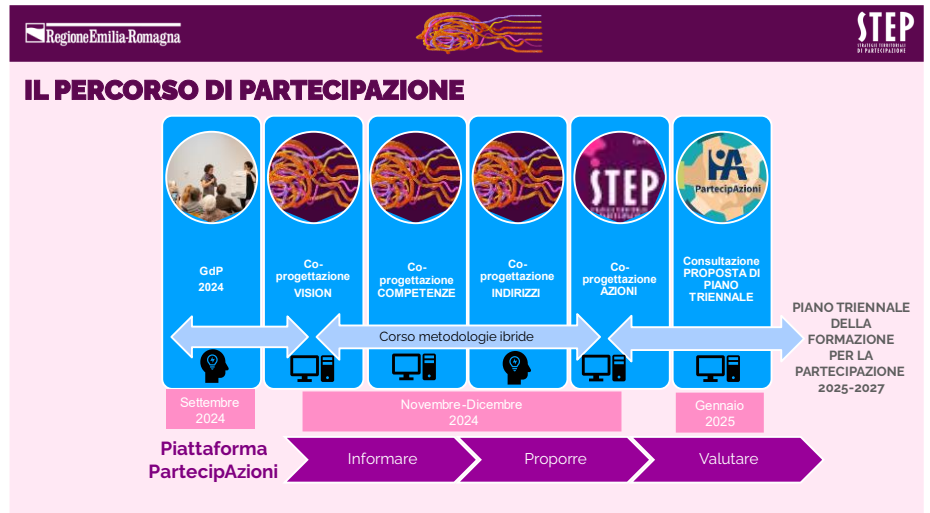 RegioneEmilia-Romagna
STEP
STRATEGIE TERRITORIALI
DI PARTECIPAZIONE
IL PERCORSO DI PARTECIPAZIONE
STEP
PartecipAzioni
GdP
2024
Co-
progettazione
VISION
Co-
progettazione
COMPETENZE
Co-
progettazione
INDIRIZZI
Co-
progettazione
AZIONI
Consultazione
PROPOSTA DI
PIANO
TRIENNALE
Corso metodologie ibride
PIANO TRIENNALE
DELLA
FORMAZIONE
PER LA
PARTECIPAZIONE
2025-2027
Settembre
2024
Novembre-Dicembre
2024
Gennaio
2025
Piattaforma
PartecipAzioni
Informare
Proporre
Valutare